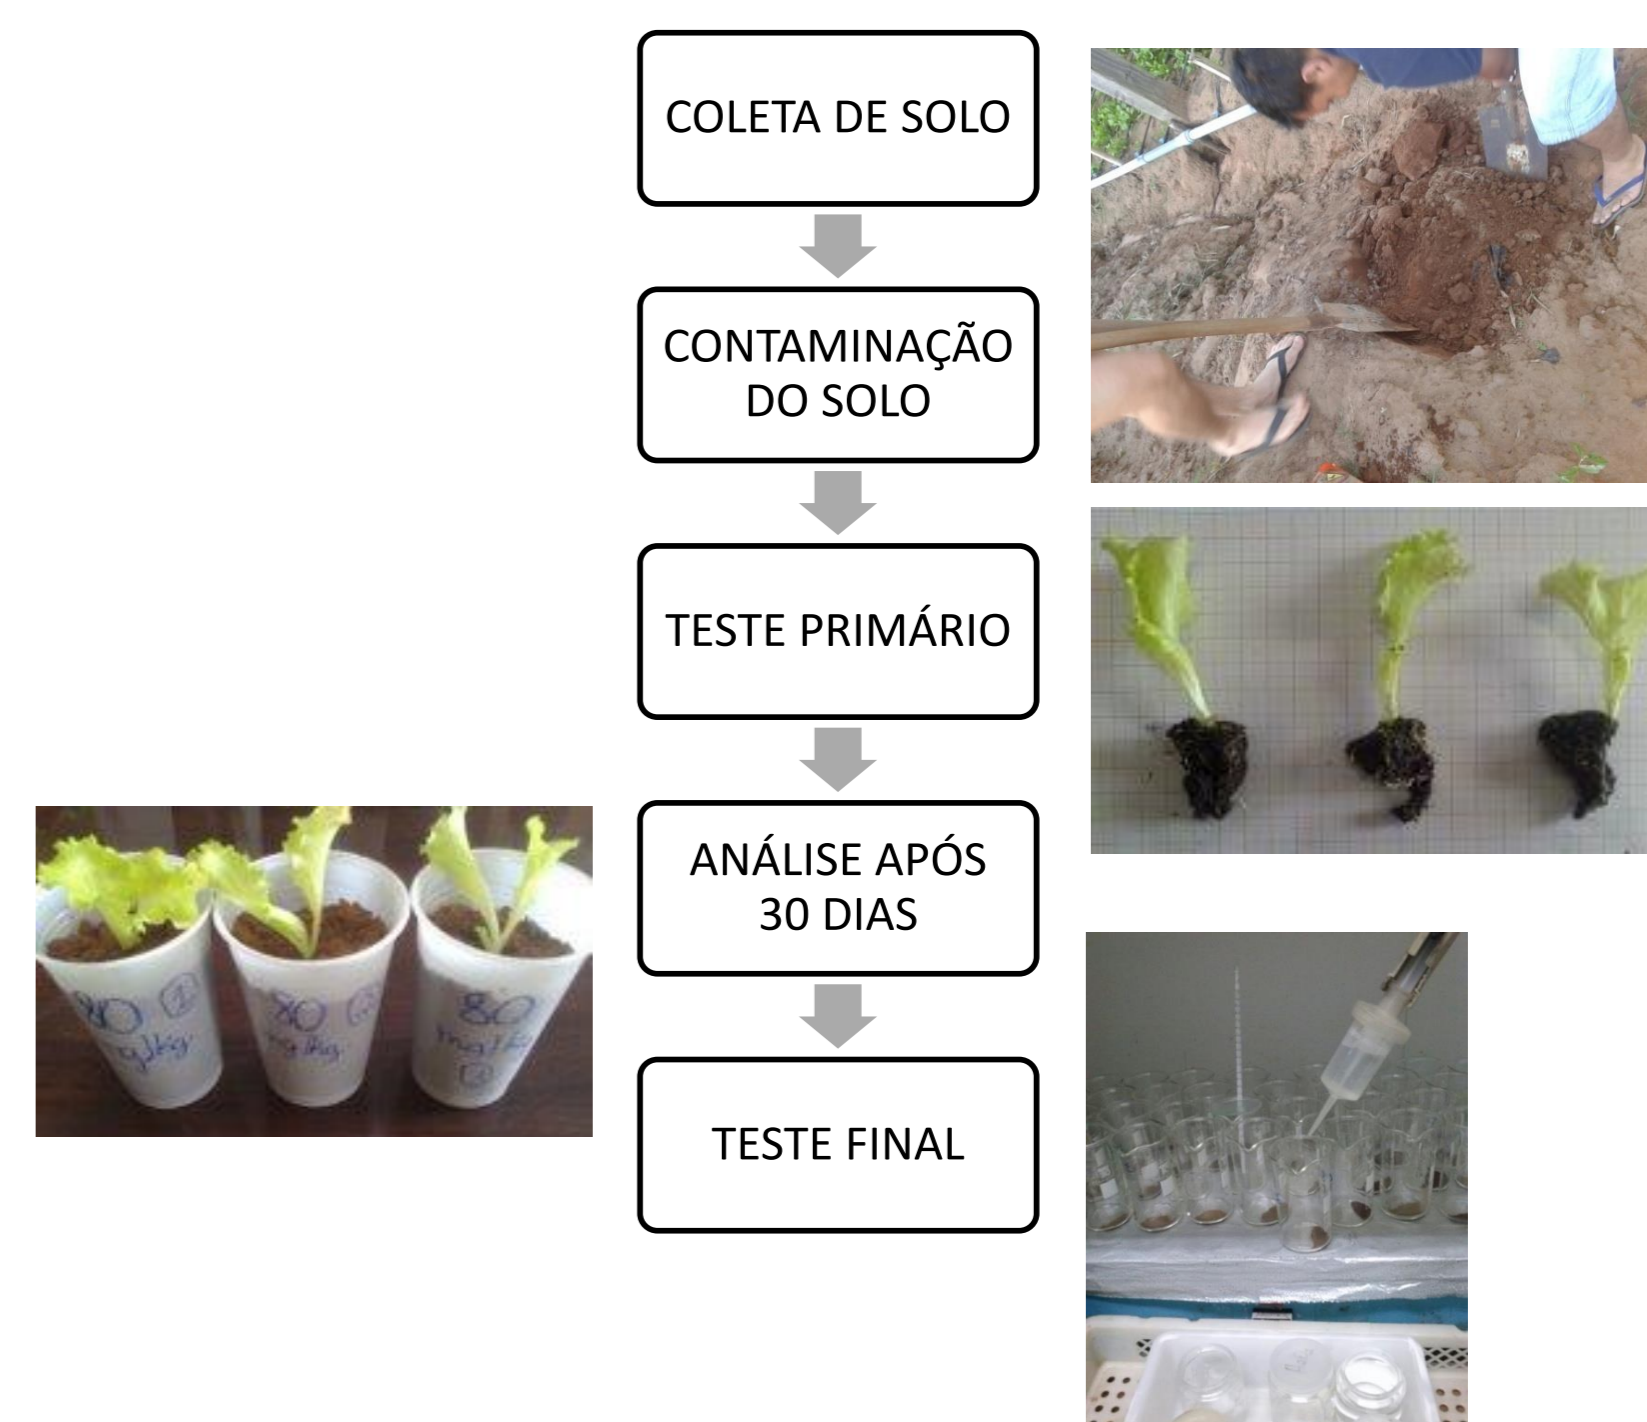 COLETA DE SOLO
CONTAMINAÇÃO
DO SOLO
TESTE PRIMÁRIO
ANÁLISE APÓS
30 DIAS
TESTE FINAL
80
80
80
mg/kg